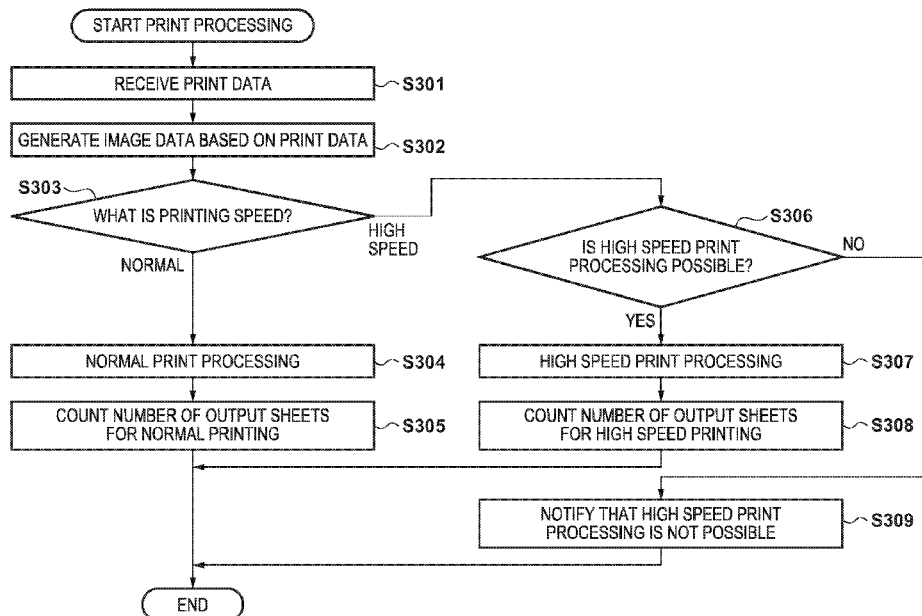 START PRINT PROCESSING
RECEIVE PRINT DATA
S301
GENERATE IMAGE DATA BASED ON PRINT DATA
S302
S303
WHAT IS PRINTING SPEED?
HIGH
SPEED
NORMAL
S306
IS HIGH SPEED PRINT
PROCESSING POSSIBLE?
NO
YES
NORMAL PRINT PROCESSING
S304
HIGH SPEED PRINT PROCESSING
S307
COUNT NUMBER OF OUTPUT SHEETS
FOR NORMAL PRINTING
S305
COUNT NUMBER OF OUTPUT SHEETS
FOR HIGH SPEED PRINTING
S308
NOTIFY THAT HIGH SPEED PRINT
PROCESSING IS NOT POSSIBLE
S309
END